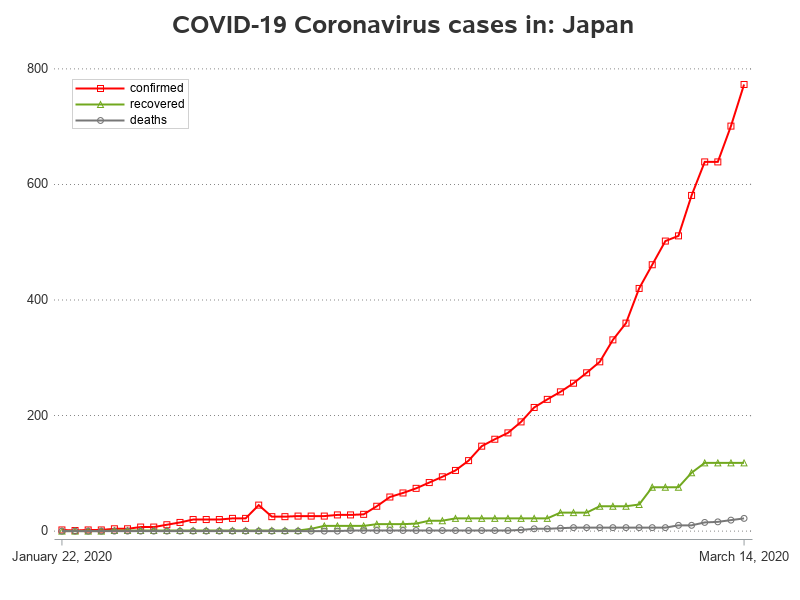 COVID-19 Coronavirus cases in: Japan
800
confirmed
recovered
deaths
600
400
200
0
January 22, 2020
March 14, 2020